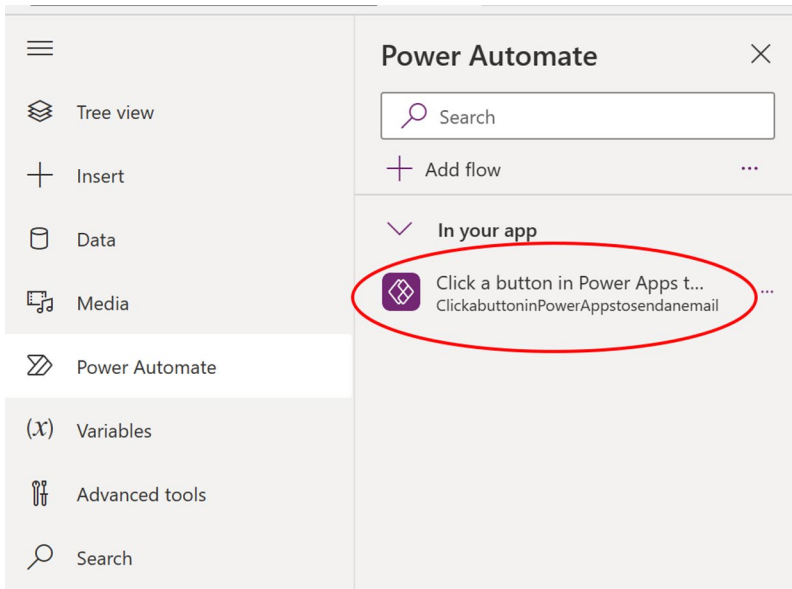 Tree view
Insert
Data
Media
Power Automate
(x) Variables
Advanced tools
Search
Power Automate
Search
Add flow
...
In your app
Click a button in Power Apps t...
ClickabuttoninPowerAppstosendanemail
...